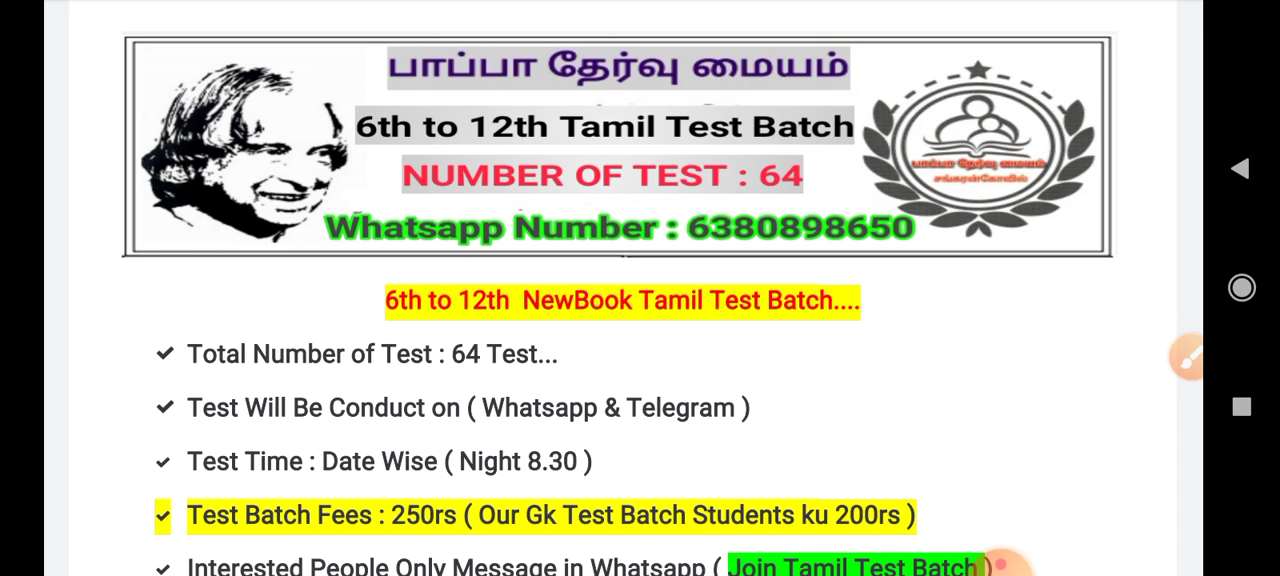 பாப்பா தேர்வு மையம்
6th to 12th Tamil Test Batch
NUMBER OF TEST : 64
Whatsapp Number : 6380898650
பாப்பா தேர்வு மையம்
சங்கரன்கோவில்
6th to 12th NewBook Tamil Test Batch....
Total Number of Test : 64 Test...
Test Will Be Conduct on ( Whatsapp & Telegram )
Test Time : Date Wise ( Night 8.30 )
Test Batch Fees : 250rs ( Our Gk Test Batch Students ku 200rs )
Interested People Only Message in Whatsapp ( Join Tamil Test Batch )